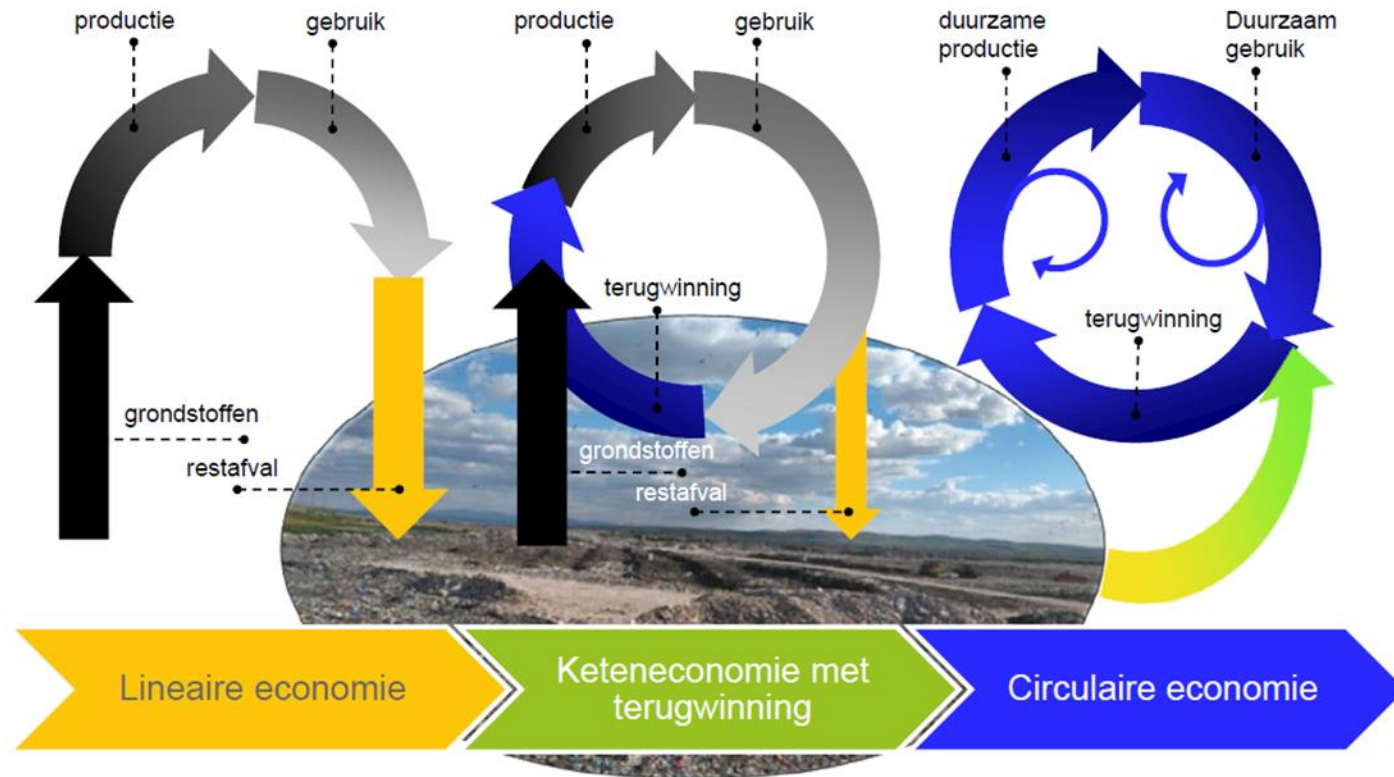 productie
gebruik
grondstoffen
restafval
productie
gebruik
terugwinning
grondstoffen
restafval
duurzame
productie
Duurzaam
gebruik
terugwinning
Lineaire economie
Keteneconomie met
terugwinning
Circulaire economie